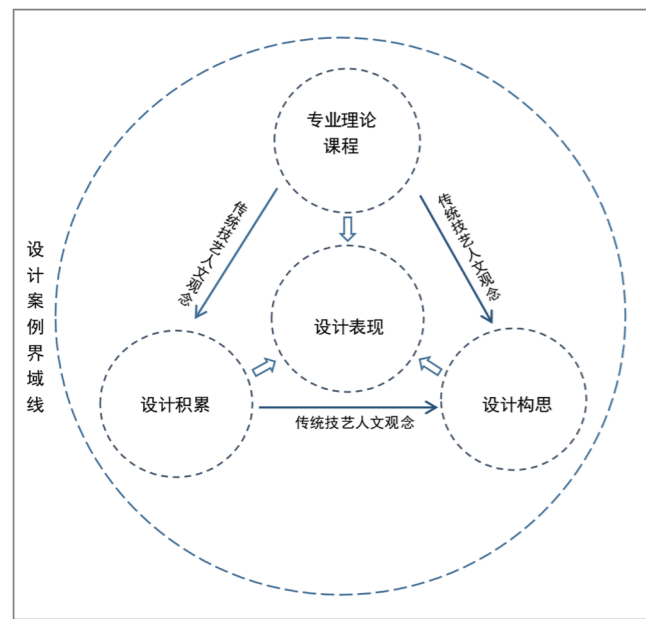 专业理论
课程
传统技艺人文观念
传统技艺人文观念
设计案例界域线
设计表现
设计积累
设计构思
传统技艺人文观念